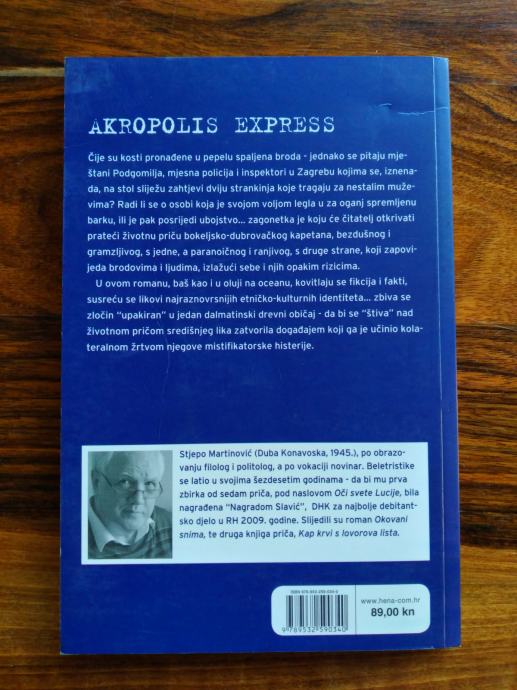 AKROPOLIS EXPRESS
Čije su kosti pronađene u pepelu spaljena broda - jednako se pitaju mje-
štani Podgomilja, mjesna policija i inspektori u Zagrebu kojima se, iznena-
da, na stol sliježu zahtjevi dviju strankinja koje tragaju za nestalim muže-
vima? Radi li se o osobi koja je svojom voljom legla u za oganj spremljenu
barku, ili je pak posrijedi ubojstvo... zagonetka je koju će čitatelj otkrivati
prateći životnu priču bokeljsko-dubrovačkog kapetana, bezdušnog i
gramzljivog, s jedne, a paranoičnog i ranjivog, s druge strane, koji zapovi-
jeda brodovima i ljudima, izlažući sebe i njih opakim rizicima.
U ovom romanu, baš kao i u oluji na oceanu, kovitlaju se fikcija i fakti,
susreću se likovi najraznovrsnijih etničko-kulturnih identiteta... zbiva se
zločin "upakiran" u jedan dalmatinski drevni običaj - da bi se "štiva" nad
životnom pričom središnjeg lika zatvorila događajem koji ga je učinio kola-
teralnom žrtvom njegove mistifikatorske histerije.
Stjepo Martinović (Duba Konavoska, 1945.), po obrazo-
vanju filolog i politolog, a po vokaciji novinar. Beletristike
se latio u svojima šezdesetim godinama - da bi mu prva
zbirka od sedam priča, pod naslovom Oči svete Lucije, bila
nagrađena "Nagradom Slavić", DHK za najbolje debitant-
sko djelo u RH 2009. godine. Slijedili su roman Okovani
snima, te druga knjiga priča, Kap krvi s lovorova lista.
ISBN 978-953-259-034-0
9 789532 590340
www.hena-com.hr
89,00 kn